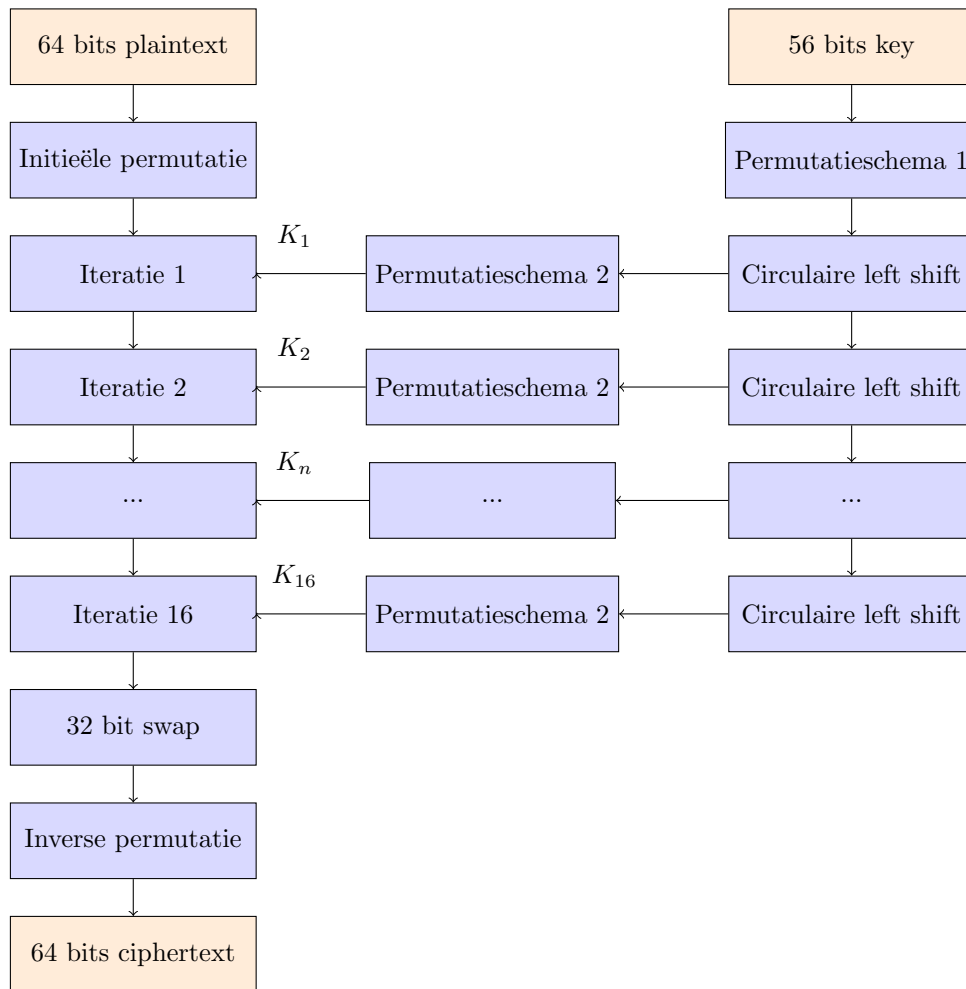 64 bits plaintext
56 bits key
Initieële permutatie
Permutatieschema 1
K₁
Iteratie 1
Permutatieschema 2
Circulaire left shift
K₂
Iteratie 2
Permutatieschema 2
Circulaire left shift
Kₙ
...
...
...
K₁₆
Iteratie 16
Permutatieschema 2
Circulaire left shift
32 bit swap
Inverse permutatie
64 bits ciphertext